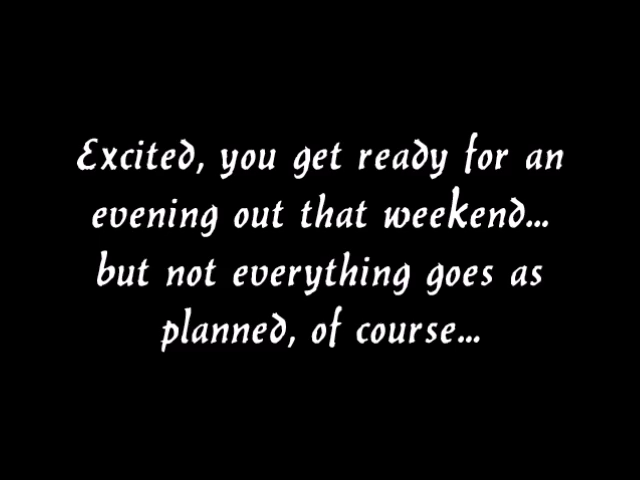 Excited, you get ready for an
evening out that weekend...
but not everything goes as
planned, of course...